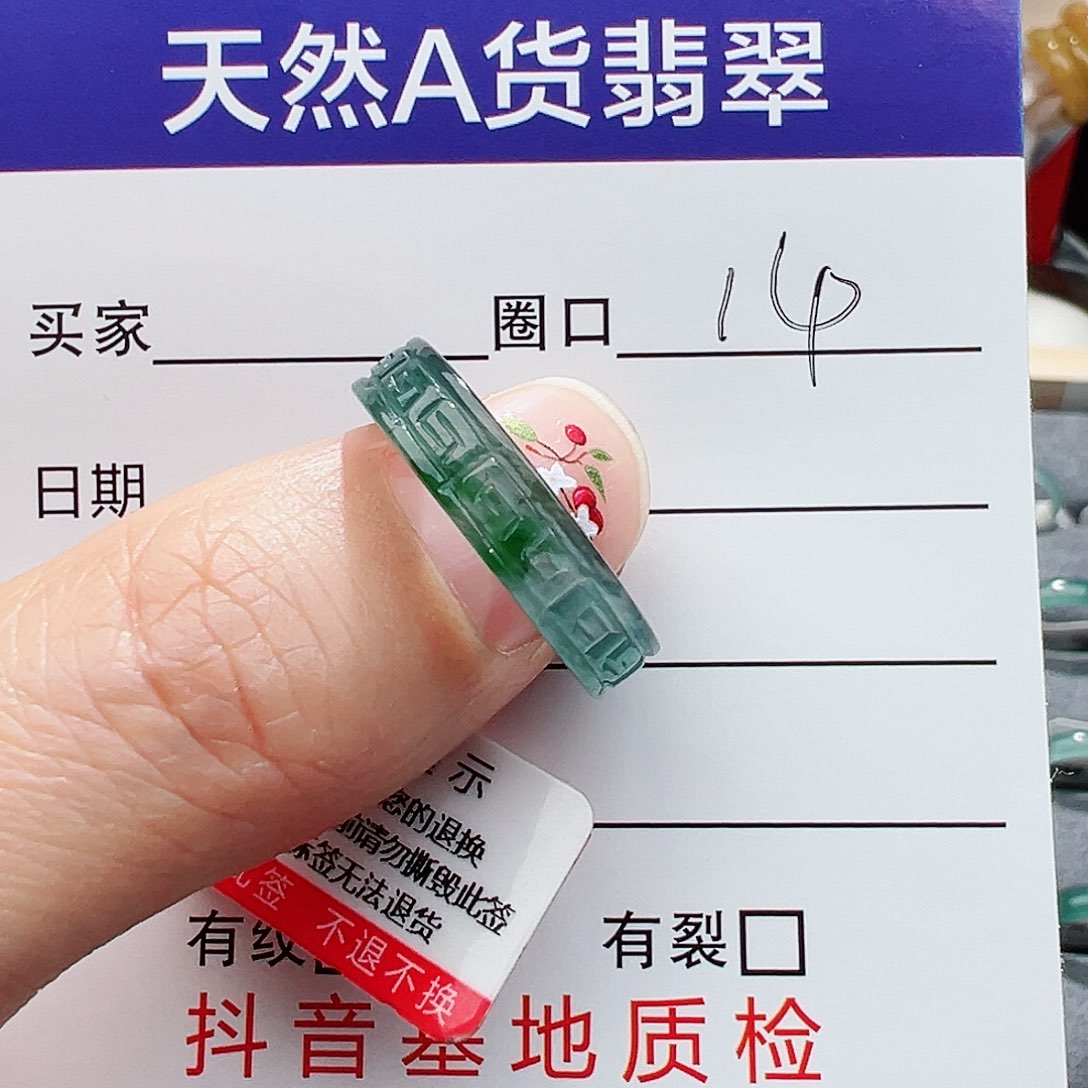 天然A货翡翠
买家 圈口 14
日期
示
您的退换
前请勿撕毁此签
签无法退货
此签 不退不换
有纹 有裂
抖音基地质检